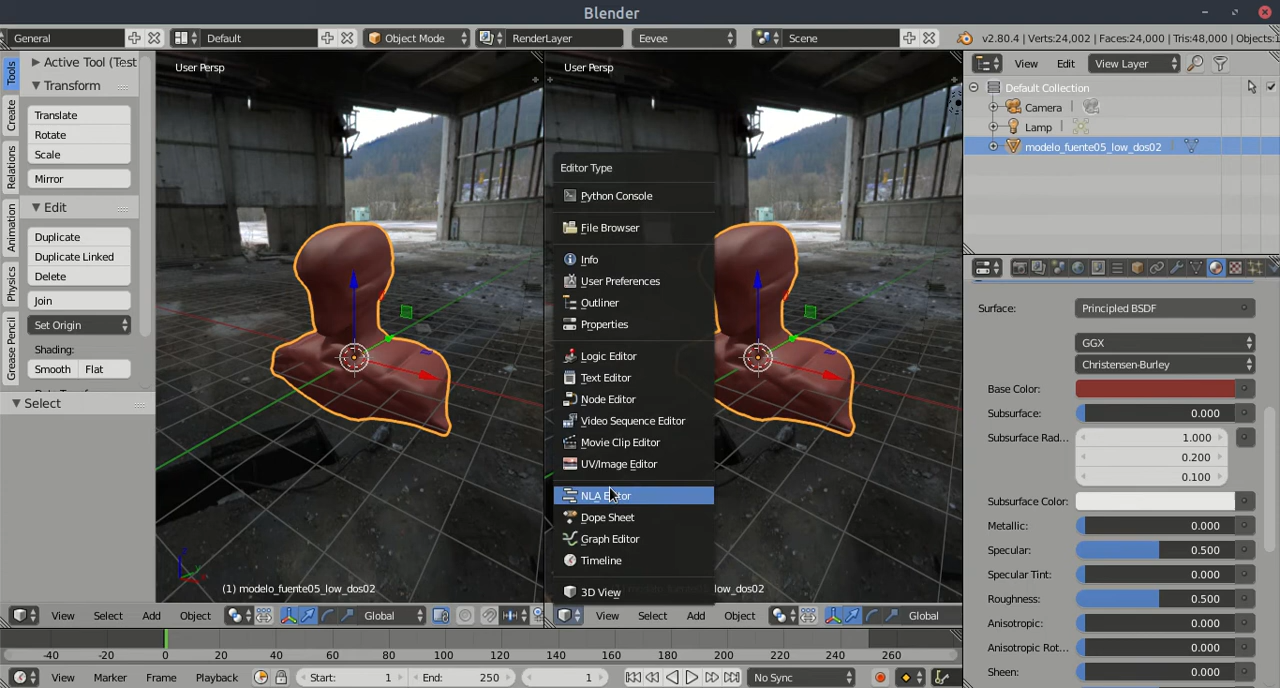 Blender
General
Default
Object Mode
RenderLayer
Eevee
Scene
v2.80.4 | Verts:24,002 | Faces:24,000 | Tris:48,000 | Objects:1
Tools
Create
Relations
Animation
Physics
Grease Pencil
Active Tool (Test
Transform
Translate
Rotate
Scale
Mirror
Edit
Duplicate
Duplicate Linked
Delete
Join
Set Origin
Shading:
Smooth Flat
Select
User Persp
(1) modelo_fuente05_low_dos02
View Select Add Object Global
User Persp
Editor Type
Python Console
File Browser
Info
User Preferences
Outliner
Properties
Logic Editor
Text Editor
Node Editor
Video Sequence Editor
Movie Clip Editor
UV/Image Editor
NLA Editor
Dope Sheet
Graph Editor
Timeline
3D View
low_dos02
View Select Add Object Global
View Edit View Layer
Default Collection
Camera
Lamp
modelo_fuente05_low_dos02
Surface: Principled BSDF
GGX
Christensen-Burley
Base Color:
Subsurface: 0.000
Subsurface Rad... 1.000
0.200
0.100
Subsurface Color:
Metallic: 0.000
Specular: 0.500
Specular Tint: 0.000
Roughness: 0.500
Anisotropic: 0.000
Anisotropic Rot... 0.000
Sheen: 0.000
-40 -20 0 20 40 60 80 100 120 140 160 180 200 220 240 260
View Marker Frame Playback Start: 1 End: 250 1 No Sync